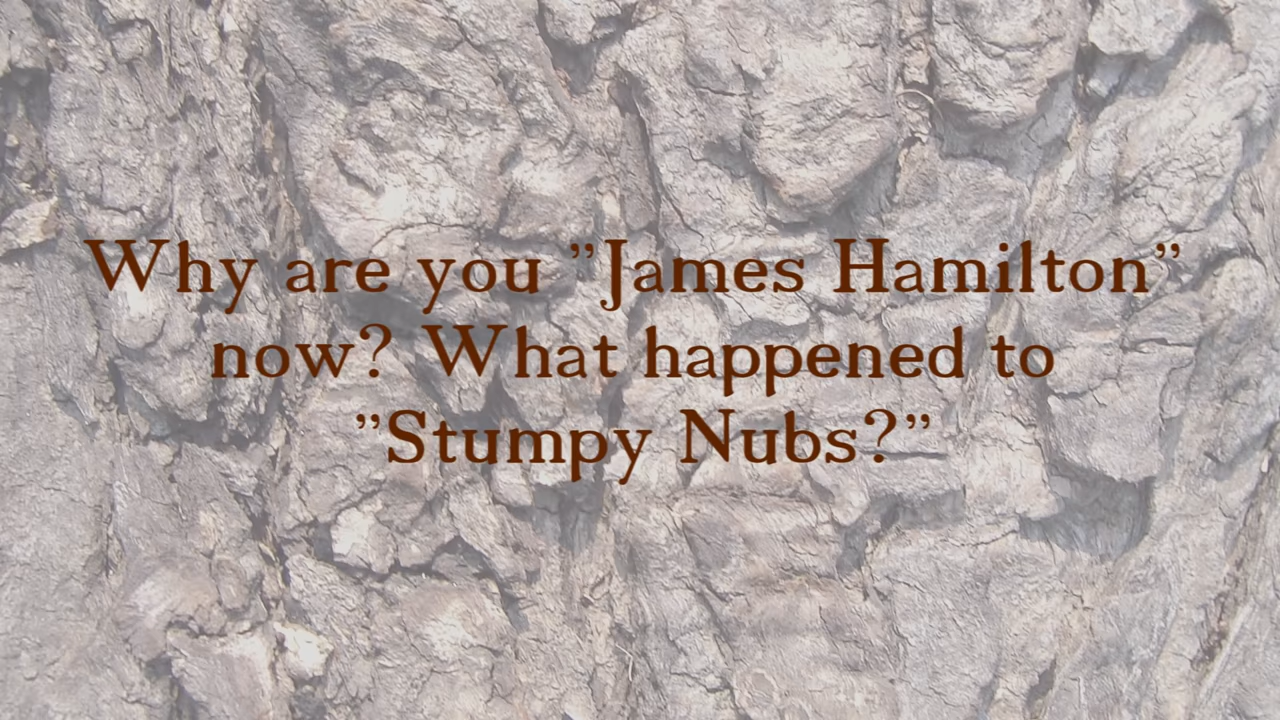 Why are you ”James Hamilton”
now? What happened to
”Stumpy Nubs?”